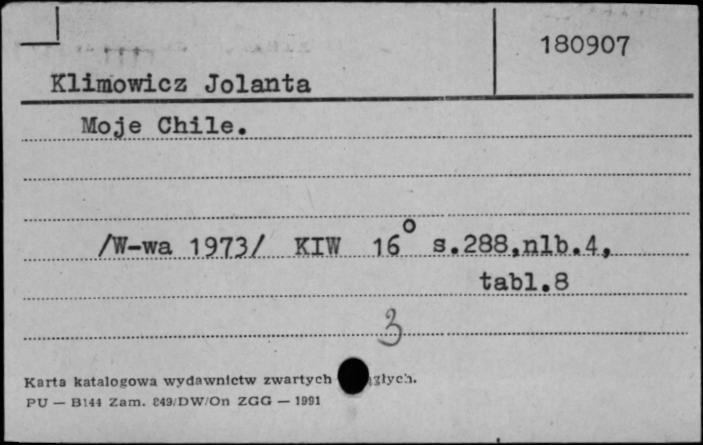 180907
Klimowicz Jolanta
Moje Chile.
/W-wa 1973/ KIW 16° s.288,nlb.4,
tabl.8
3
Karta katalogowa wydawnictw zwartych
PU — B144 Zam. 849/DW/On ZGG — 1991